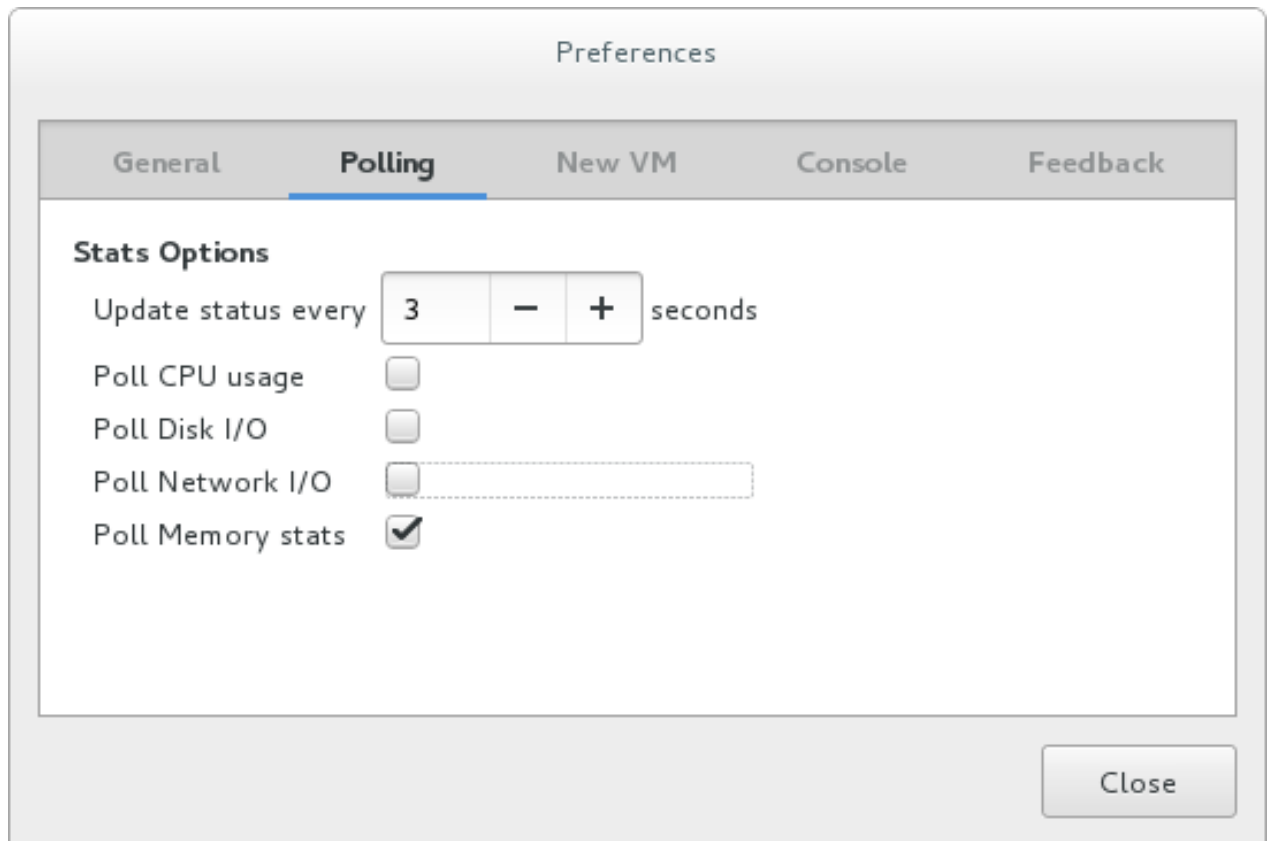 Preferences
General Polling New VM Console Feedback
Stats Options
Update status every 3 − + seconds
Poll CPU usage
Poll Disk I/O
Poll Network I/O
Poll Memory stats
Close